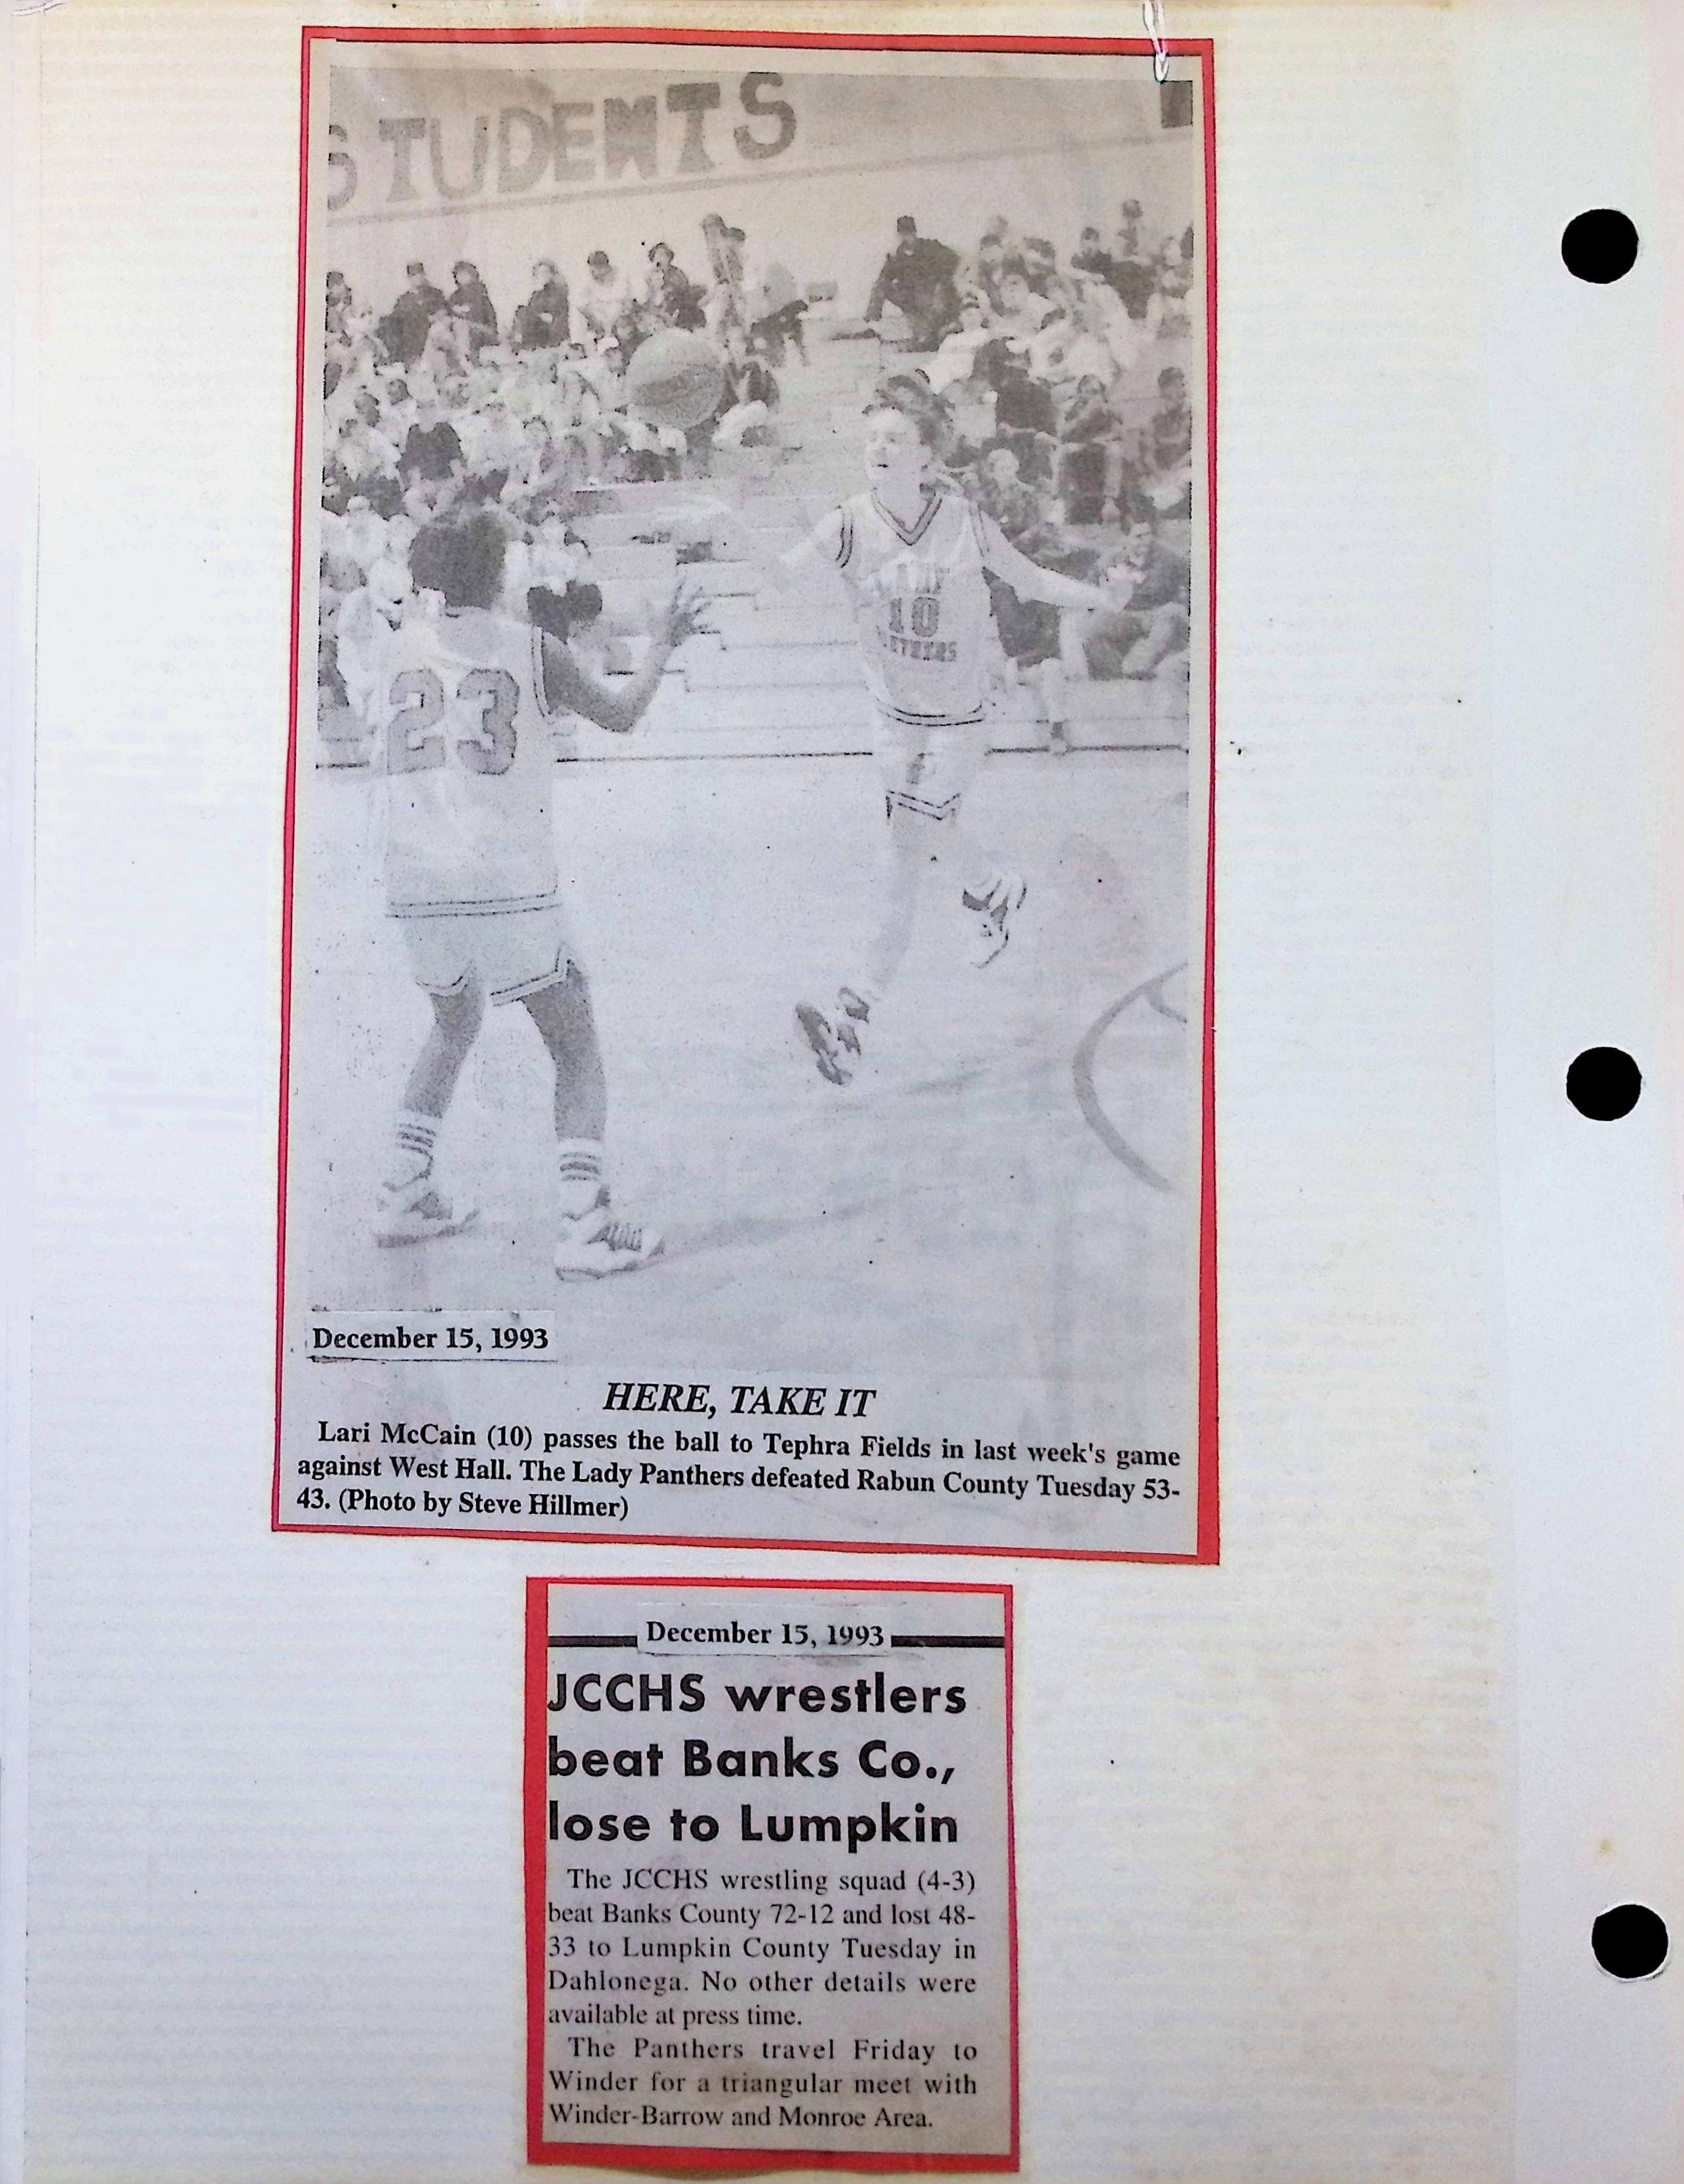 STUDENTS
10
23
December 15, 1993
HERE, TAKE IT
Lari McCain (10) passes the ball to Tephra Fields in last week's game
against West Hall. The Lady Panthers defeated Rabun County Tuesday 53-
43. (Photo by Steve Hillmer)
December 15, 1993
JCCHS wrestlers
beat Banks Co.,
lose to Lumpkin
The JCCHS wrestling squad (4-3)
beat Banks County 72-12 and lost 48-
33 to Lumpkin County Tuesday in
Dahlonega. No other details were
available at press time.
The Panthers travel Friday to
Winder for a triangular meet with
Winder-Barrow and Monroe Area.